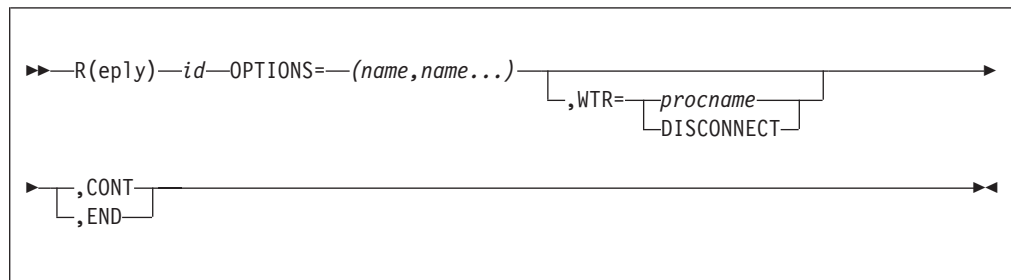 R(eply) id OPTIONS= (name,name...)
,WTR= procname
DISCONNECT
,CONT
,END